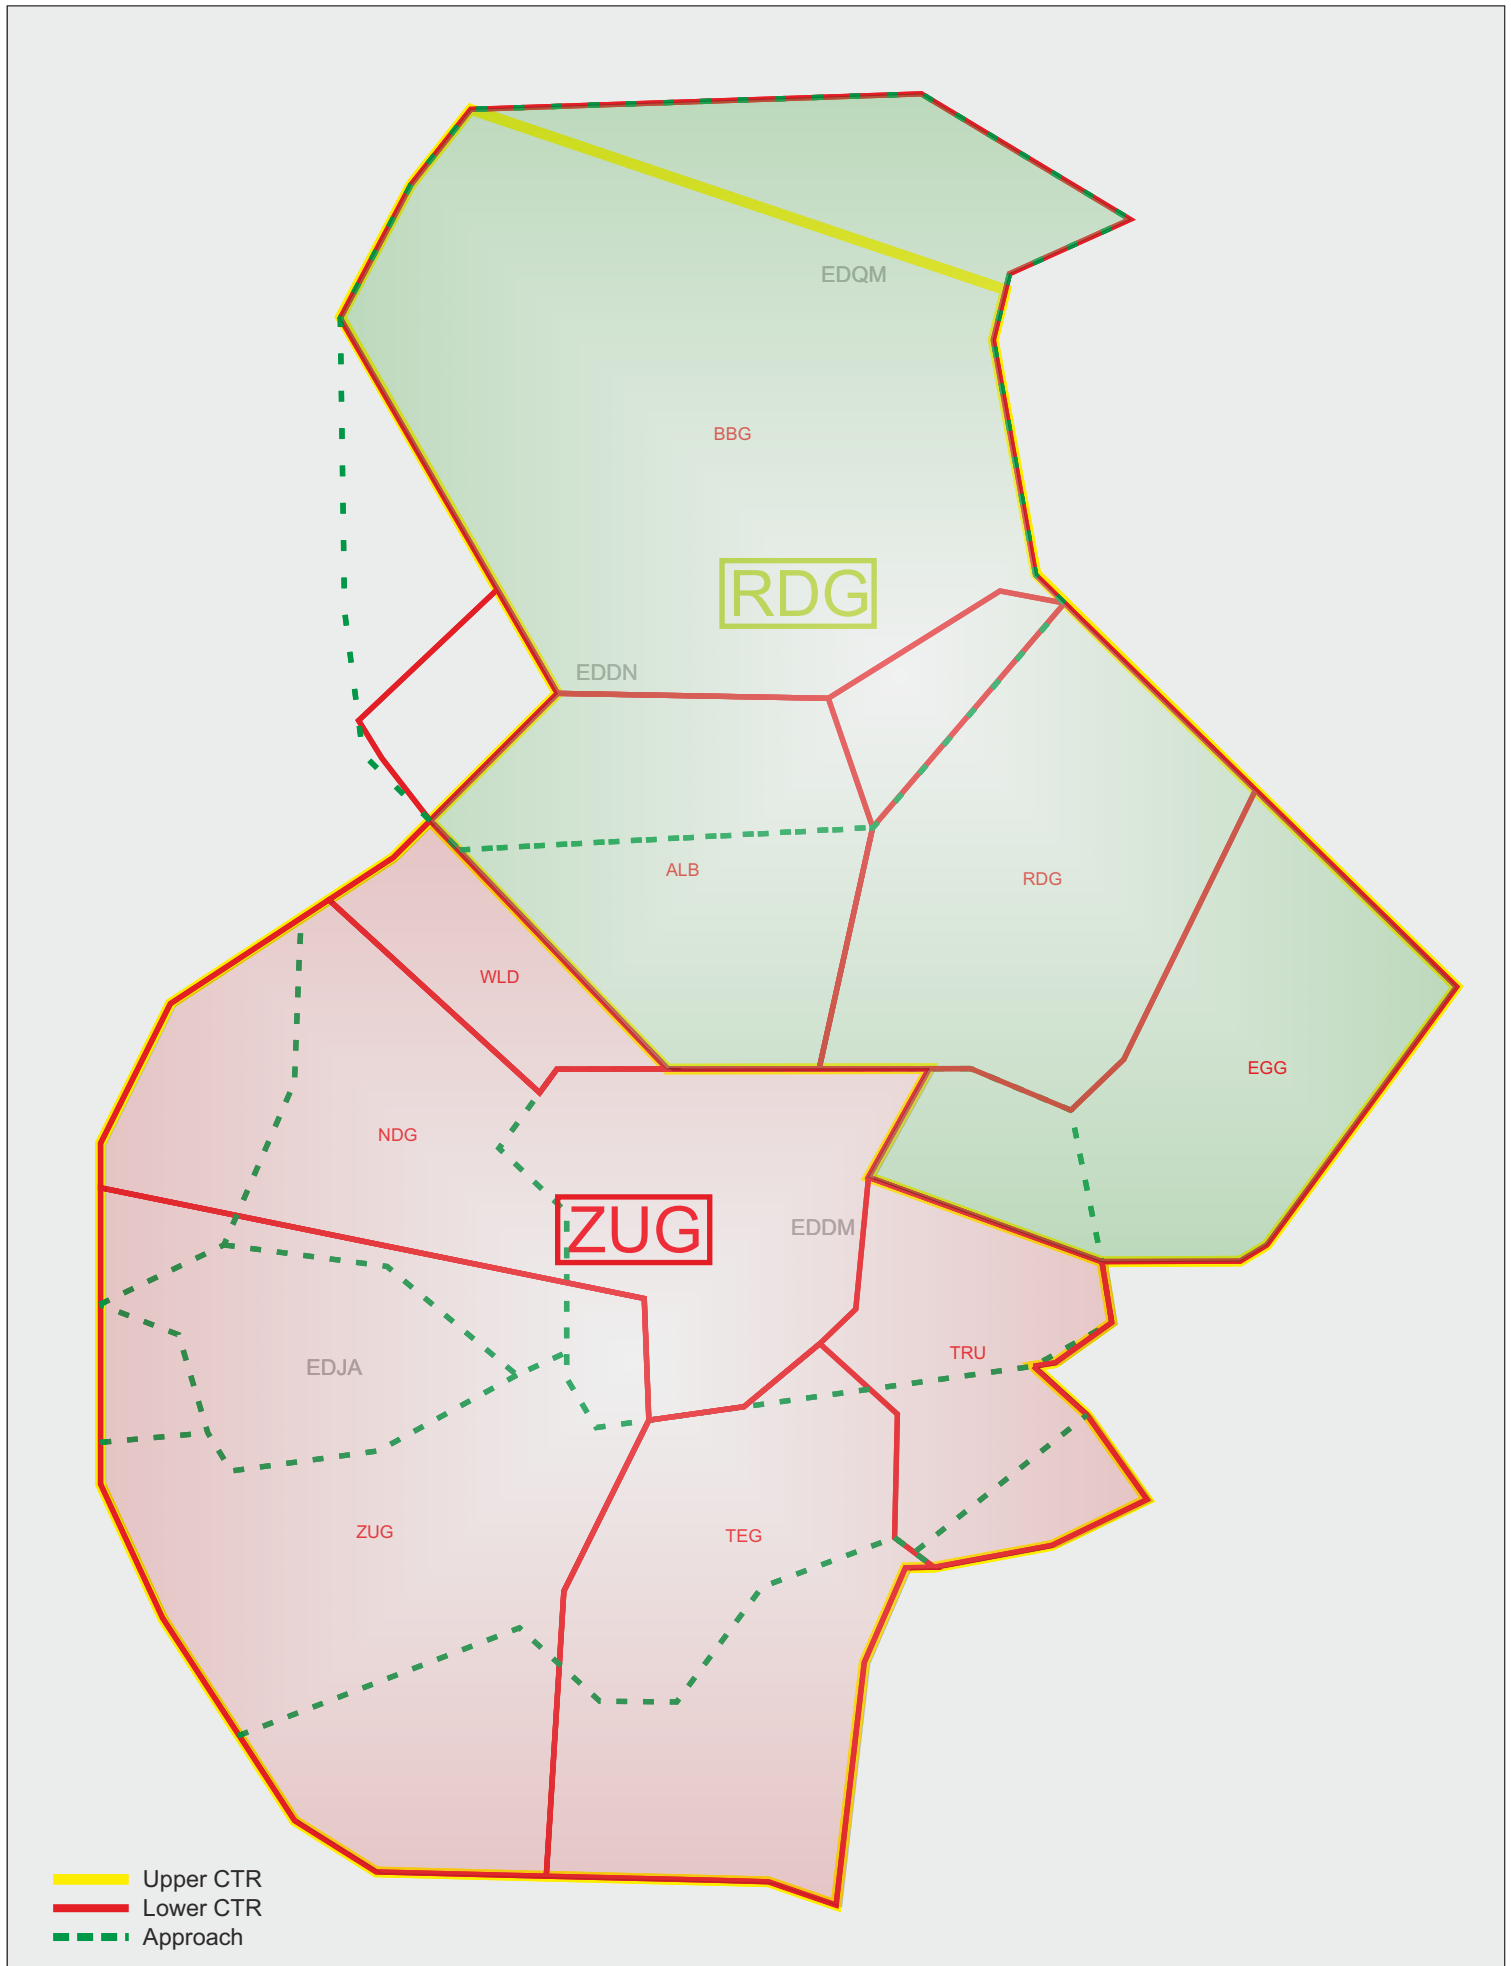 EDQM
BBG
RDG
EDDN
ALB
RDG
WLD
EGG
NDG
ZUG
EDDM
TRU
EDJA
ZUG
TEG
Upper CTR
Lower CTR
Approach